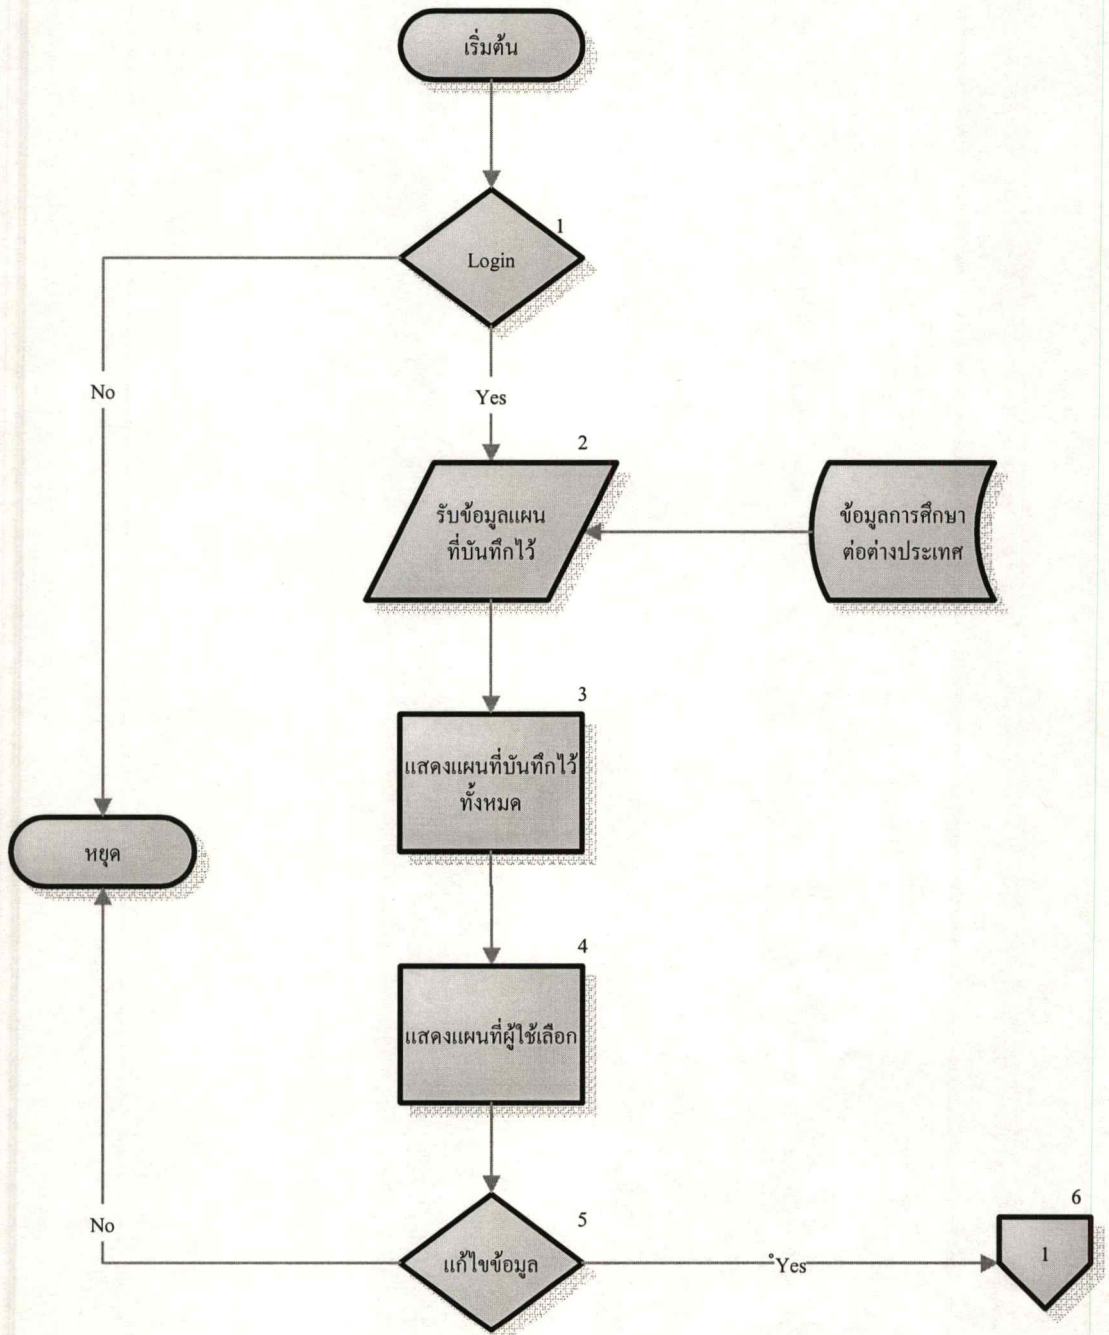 เริ่มต้น
1
Login
No
Yes
2
รับข้อมูลแผน
ที่บันทึกไว้
ข้อมูลการศึกษา
ต่อต่างประเทศ
3
แสดงแผนที่บันทึกไว้
ทั้งหมด
หยุด
4
แสดงแผนที่ผู้ใช้เลือก
No
5
แก้ไขข้อมูล
Yes
6
1